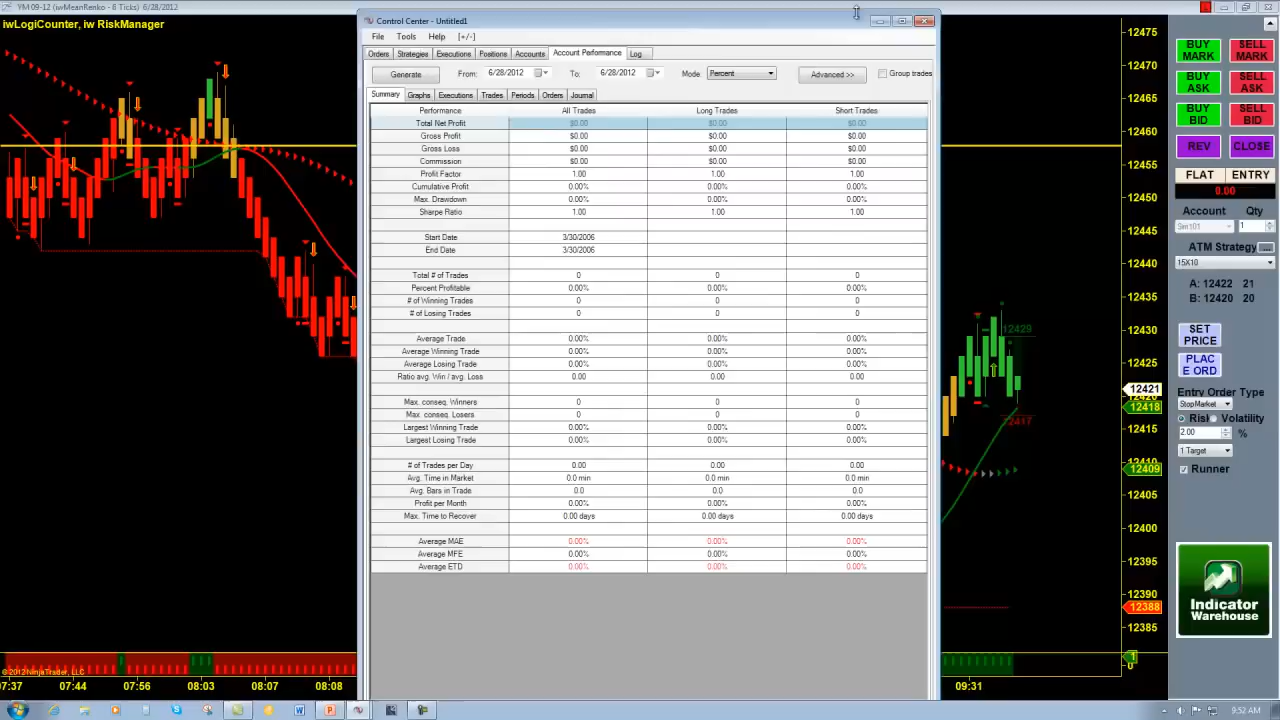 YM 09-12 (iwMeanRenko - 8 Ticks) 6/28/2012
iwLogiCounter, iw RiskManager
Control Center - Untitled1
File Tools Help [+/-]
Orders Strategies Executions Positions Accounts Account Performance Log
Generate From: 6/28/2012 To: 6/28/2012 Mode Percent Advanced >> Group trades
Summary Graphs Executions Trades Periods Orders Journal
Performance All Trades Long Trades Short Trades
Total Net Profit $0.00 $0.00 $0.00
Gross Profit $0.00 $0.00 $0.00
Gross Loss $0.00 $0.00 $0.00
Commission $0.00 $0.00 $0.00
Profit Factor 1.00 1.00 1.00
Cumulative Profit 0.00% 0.00% 0.00%
Max. Drawdown 0.00% 0.00% 0.00%
Sharpe Ratio 1.00 1.00 1.00
Start Date 3/30/2006
End Date 3/30/2006
Total # of Trades 0 0 0
Percent Profitable 0.00% 0.00% 0.00%
# of Winning Trades 0 0 0
# of Losing Trades 0 0 0
Average Trade 0.00% 0.00% 0.00%
Average Winning Trade 0.00% 0.00% 0.00%
Average Losing Trade 0.00% 0.00% 0.00%
Ratio avg. Win / avg. Loss 0.00 0.00 0.00
Max. conseq. Winners 0 0 0
Max. conseq. Losers 0 0 0
Largest Winning Trade 0.00% 0.00% 0.00%
Largest Losing Trade 0.00% 0.00% 0.00%
# of Trades per Day 0.00 0.00 0.00
Avg. Time in Market 0.0 min 0.0 min 0.0 min
Avg. Bars in Trade 0.0 0.0 0.0
Profit per Month 0.00% 0.00% 0.00%
Max. Time to Recover 0.00 days 0.00 days 0.00 days
Average MAE 0.00% 0.00% 0.00%
Average MFE 0.00% 0.00% 0.00%
Average ETD 0.00% 0.00% 0.00%
12429
12417
12475
12470
12465
12460
12455
12450
12445
12440
12435
12430
12425
12421
12420
12418
12415
12410
12409
12405
12400
12395
12390
12388
12385
1
0
BUY MARK SELL MARK
BUY ASK SELL ASK
BUY BID SELL BID
REV CLOSE
FLAT ENTRY
0.00
Account Qty
Sim101 1
ATM Strategy ...
15X10
A: 12422 21
B: 12420 20
SET PRICE
PLAC E ORD
Entry Order Type
StopMarket
Risk Volatility
2.00 %
1 Target
Runner
Indicator
Warehouse
© 2012 NinjaTrader, LLC
07:37 07:44 07:56 08:03 08:07 08:08 09:31
9:52 AM